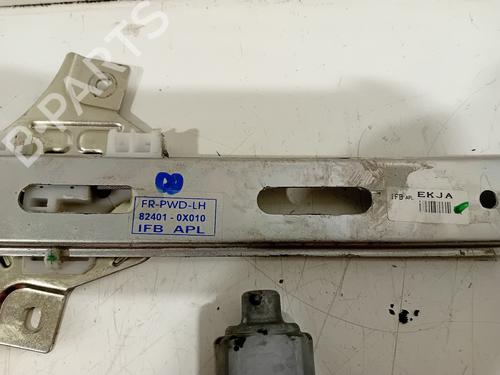 FR-PWD-LH
82401 - 0X010
IFB APL
EKJA
IFB APL
B-PARTS